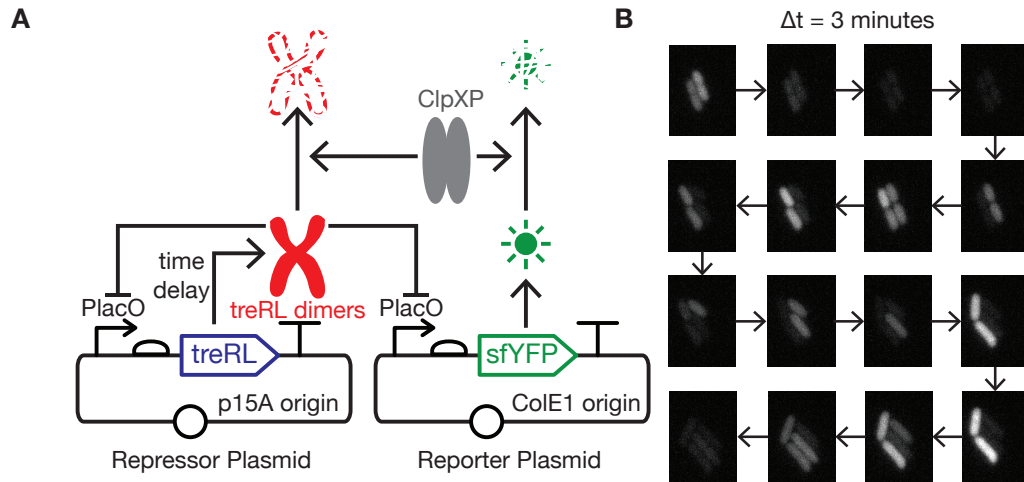 A
B
Δt = 3 minutes
ClpXP
time
delay
PlacO
treRL dimers
PlacO
treRL
sfYFP
p15A origin
ColE1 origin
Repressor Plasmid
Reporter Plasmid